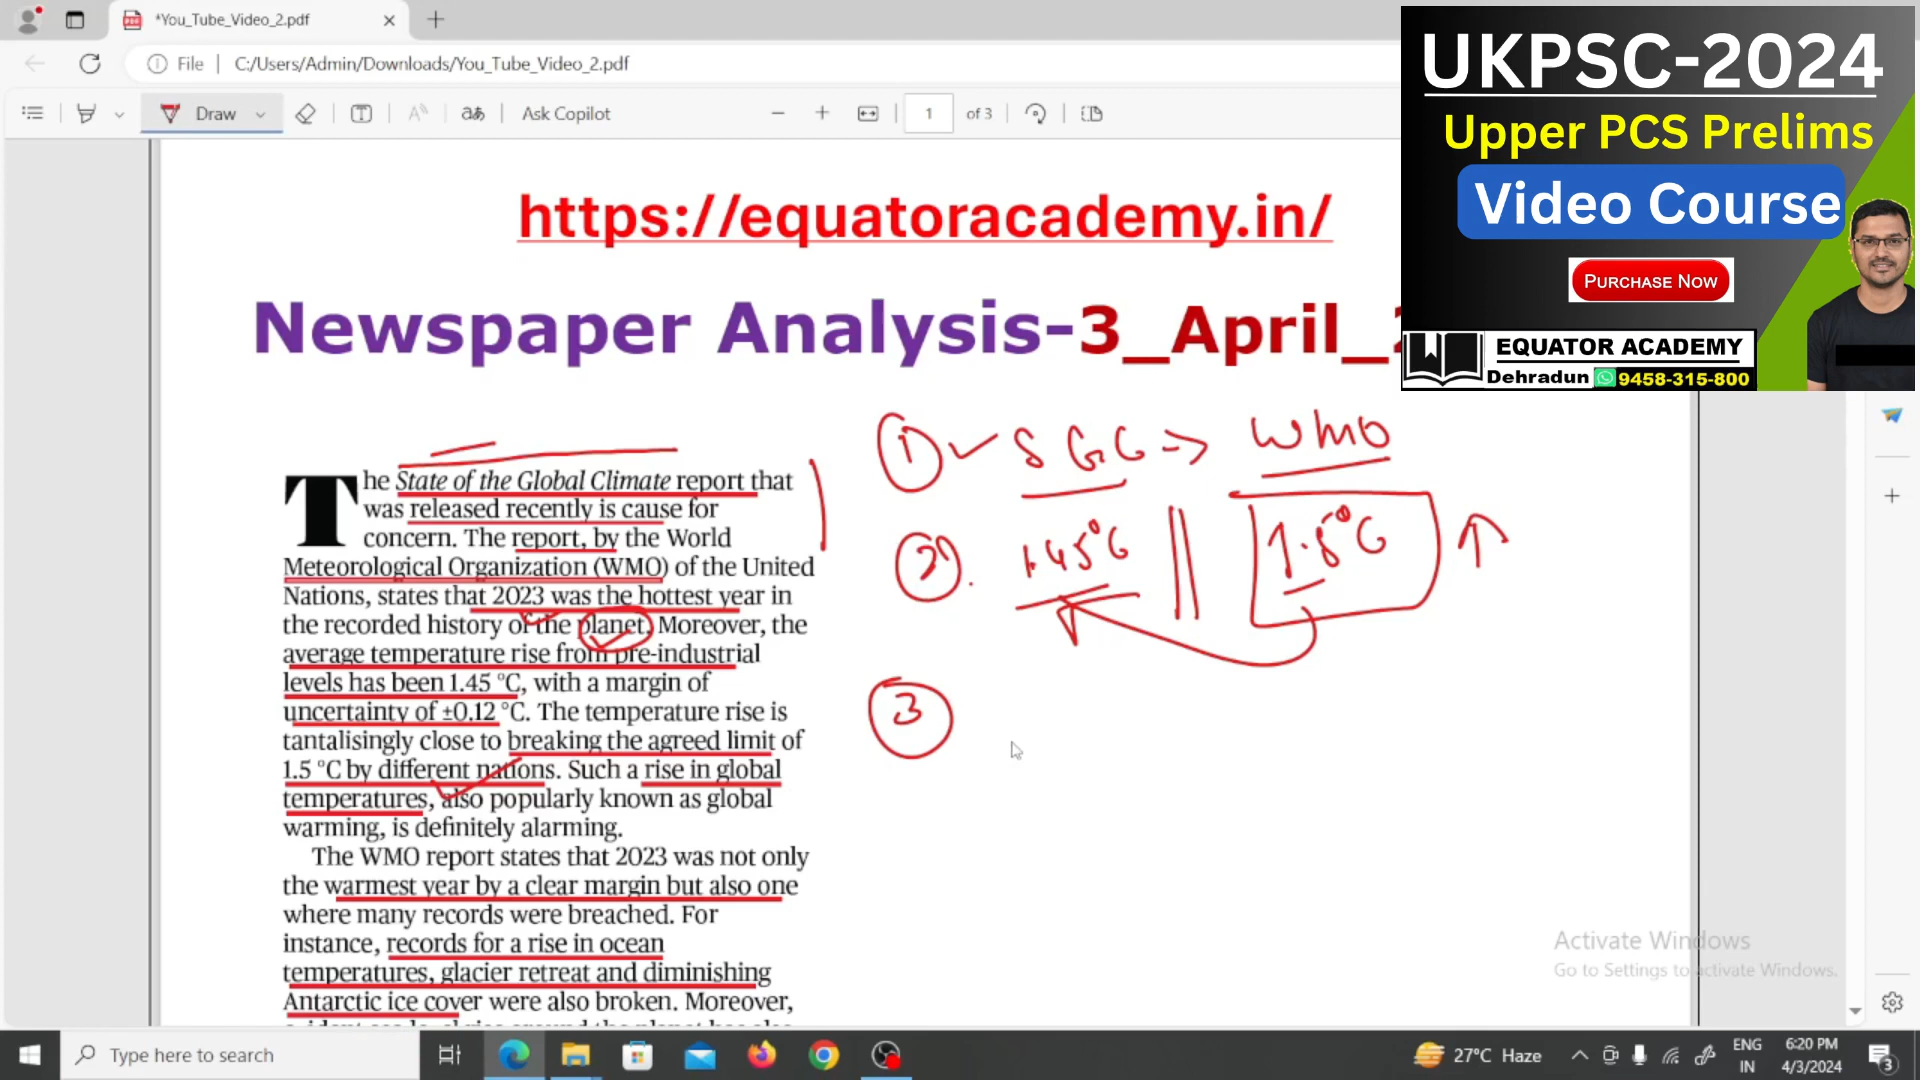 *You_Tube_Video_2.pdf
File | C:/Users/Admin/Downloads/You_Tube_Video_2.pdf
Draw
Ask Copilot
1 of 3
UKPSC-2024
Upper PCS Prelims
Video Course
PURCHASE NOW
EQUATOR ACADEMY
Dehradun 9458-315-800
https://equatoracademy.in/
Newspaper Analysis-3_April_
The State of the Global Climate report that
was released recently is cause for
concern. The report, by the World
Meteorological Organization (WMO) of the United
Nations, states that 2023 was the hottest year in
the recorded history of the planet. Moreover, the
average temperature rise from pre-industrial
levels has been 1.45 °C, with a margin of
uncertainty of ±0.12 °C. The temperature rise is
tantalisingly close to breaking the agreed limit of
1.5 °C by different nations. Such a rise in global
temperatures, also popularly known as global
warming, is definitely alarming.
The WMO report states that 2023 was not only
the warmest year by a clear margin but also one
where many records were breached. For
instance, records for a rise in ocean
temperatures, glacier retreat and diminishing
Antarctic ice cover were also broken. Moreover,
① SGC ⇒ WMO
② 1.45°C 1.5°C ↑
③
Activate Windows
Go to Settings to activate Windows.
Type here to search
27°C Haze
ENG
IN
6:20 PM
4/3/2024
3